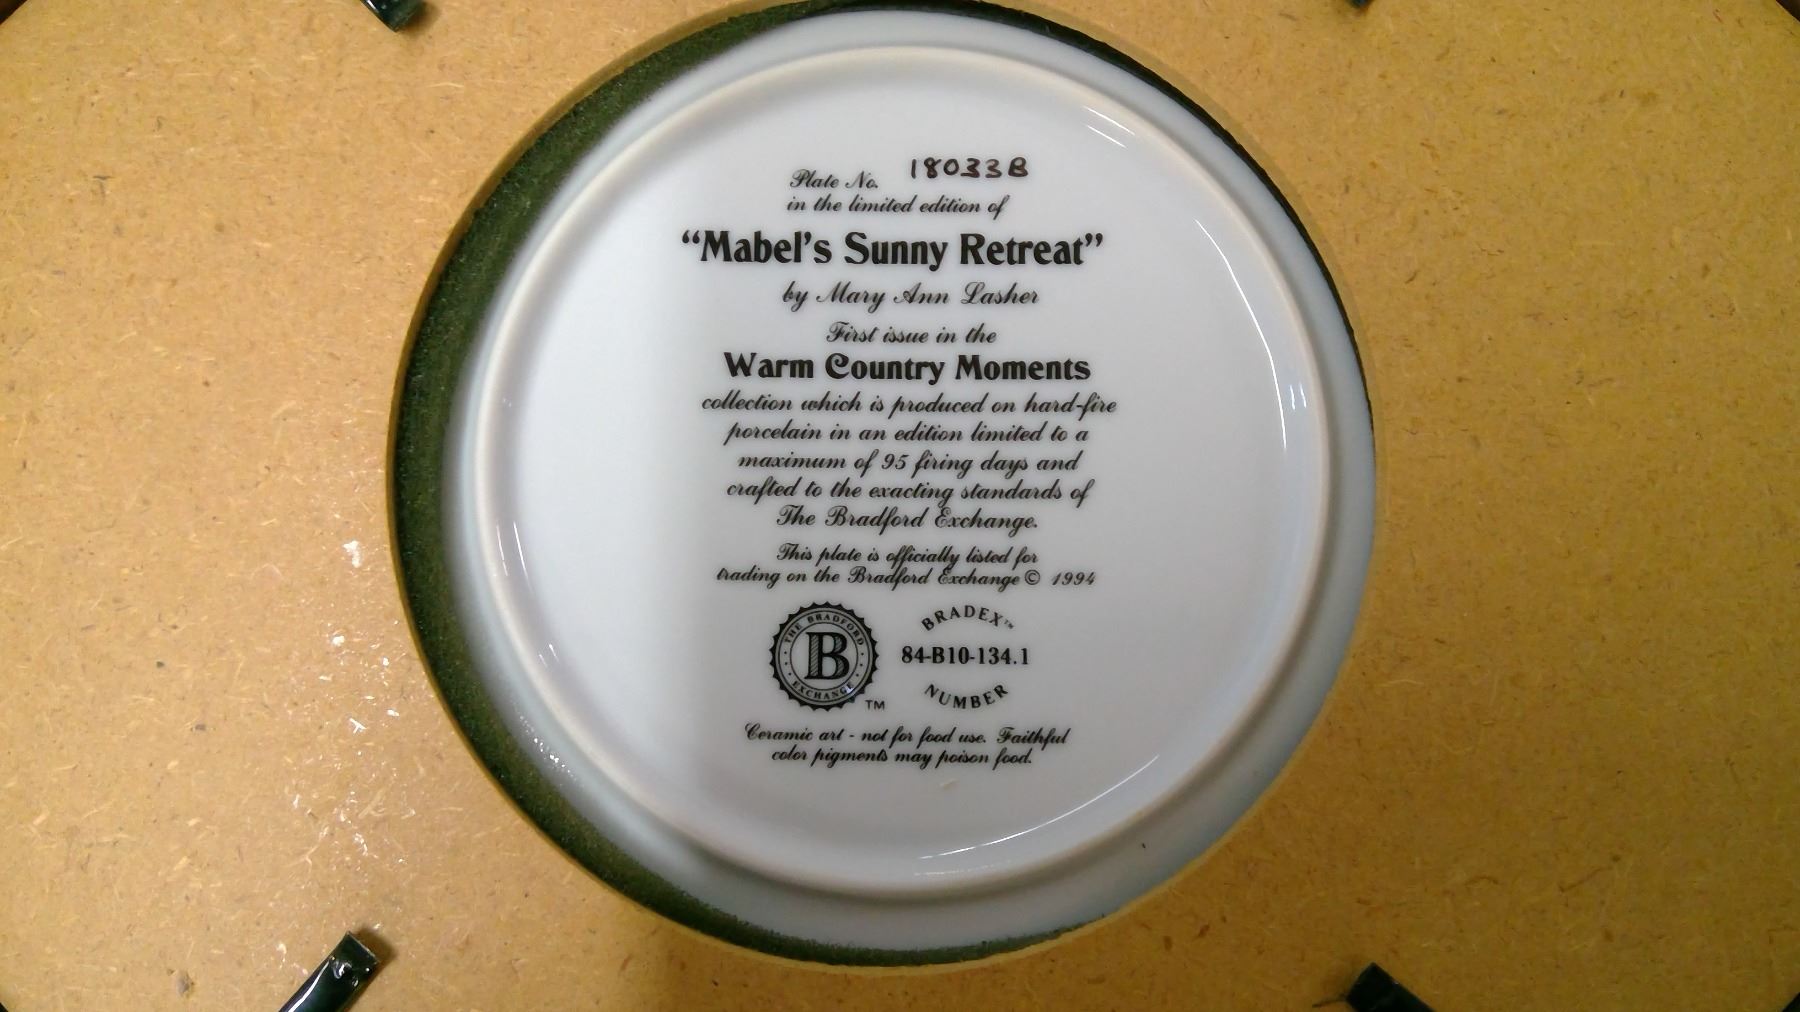 Plate No. 18033B
in the limited edition of
“Mabel’s Sunny Retreat”
by Mary Ann Lasher
First issue in the
Warm Country Moments
collection which is produced on hard-fire
porcelain in an edition limited to a
maximum of 95 firing days and
crafted to the exacting standards of
The Bradford Exchange.
This plate is officially listed for
trading on the Bradford Exchange © 1994
THE BRADFORD
B
EXCHANGE
TM
BRADEX™
84-B10-134.1
NUMBER
Ceramic art - not for food use. Faithful
color pigments may poison food.